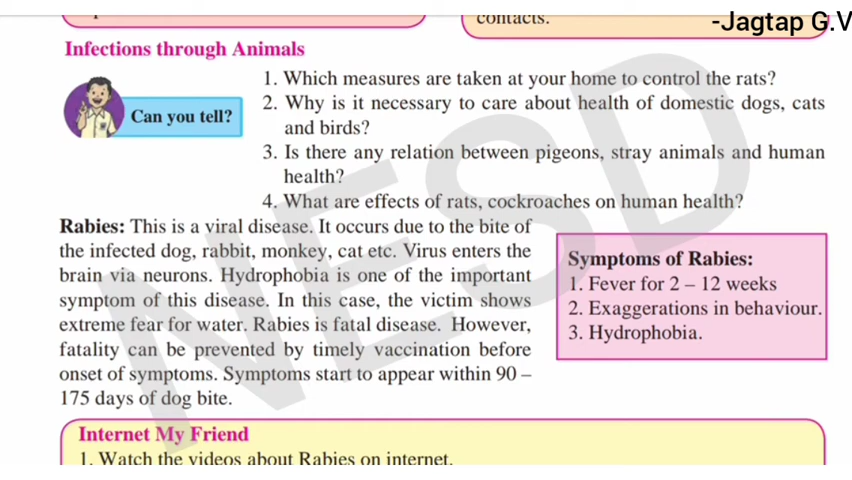 contacts.
-Jagtap G.V
Infections through Animals
Can you tell?
1. Which measures are taken at your home to control the rats?
2. Why is it necessary to care about health of domestic dogs, cats
and birds?
3. Is there any relation between pigeons, stray animals and human
health?
4. What are effects of rats, cockroaches on human health?
Rabies: This is a viral disease. It occurs due to the bite of
the infected dog, rabbit, monkey, cat etc. Virus enters the
brain via neurons. Hydrophobia is one of the important
symptom of this disease. In this case, the victim shows
extreme fear for water. Rabies is fatal disease. However,
fatality can be prevented by timely vaccination before
onset of symptoms. Symptoms start to appear within 90 –
175 days of dog bite.
Symptoms of Rabies:
1. Fever for 2 – 12 weeks
2. Exaggerations in behaviour.
3. Hydrophobia.
Internet My Friend
1. Watch the videos about Rabies on internet.
NESD